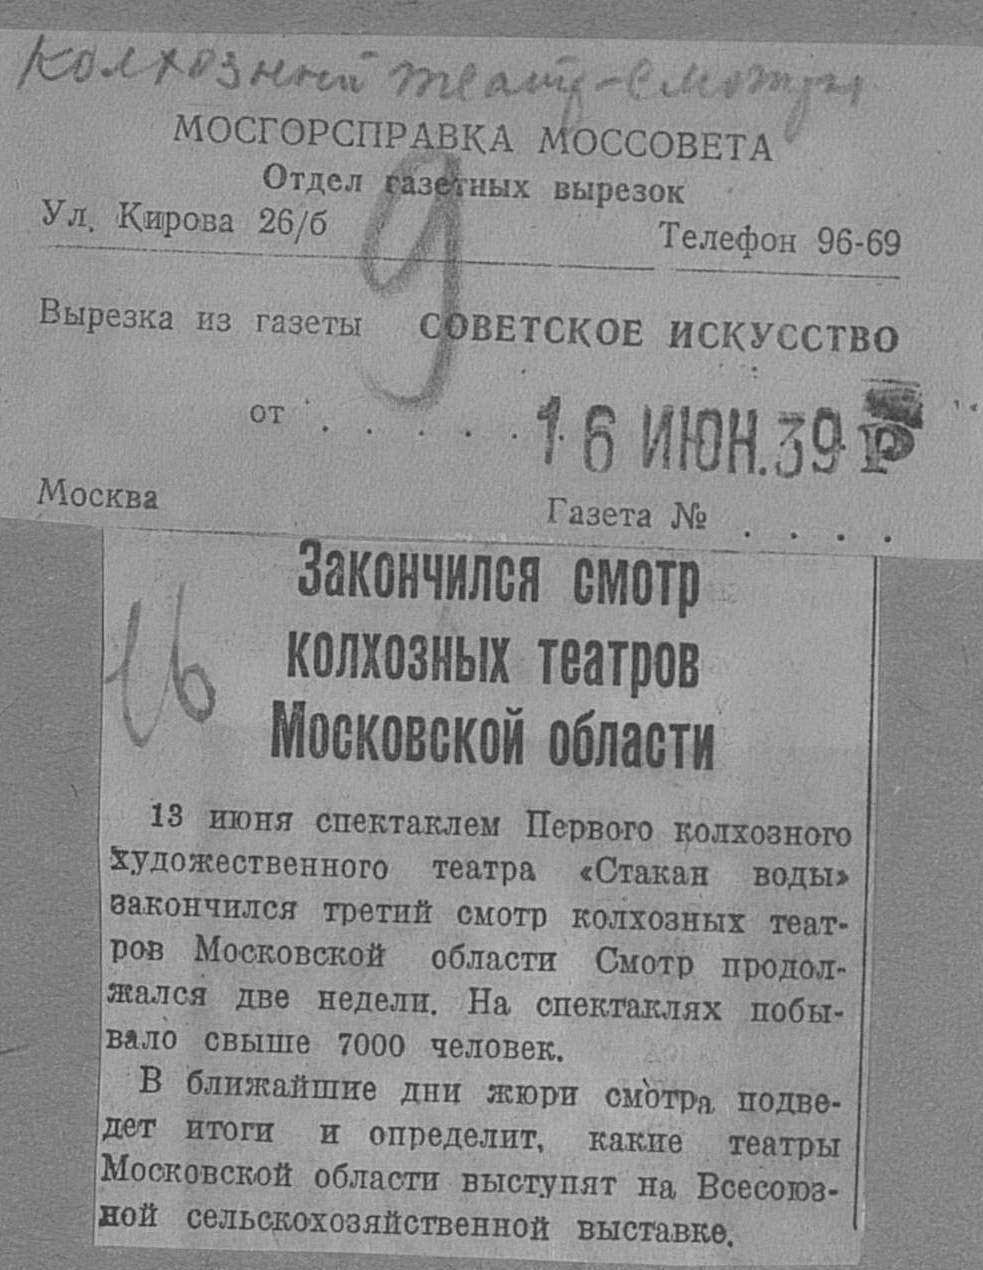 колхозный театр-смотры
МОСГОРСПРАВКА МОССОВЕТА
Отдел газетных вырезок
Ул. Кирова 26/б Телефон 96-69
9
Вырезка из газеты СОВЕТСКОЕ ИСКУССТВО
от . . . . . 16 ИЮН. 39
Москва Газета № . . . .
Закончился смотр
колхозных театров
Московской области
16
13 июня спектаклем Первого колхозного
художественного театра «Стакан воды»
закончился третий смотр колхозных теат-
ров Московской области Смотр продол-
жался две недели. На спектаклях побы-
вало свыше 7000 человек.
В ближайшие дни жюри смотра подве-
дет итоги и определит, какие театры
Московской области выступят на Всесоюз-
ной сельскохозяйственной выставке.